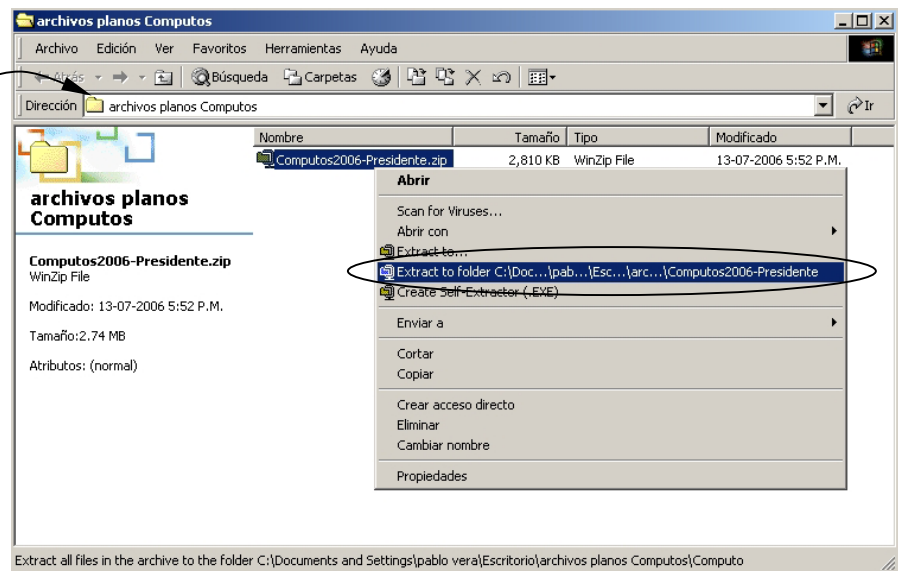 archivos planos Computos
Archivo Edición Ver Favoritos Herramientas Ayuda
Atrás Búsqueda Carpetas
Dirección archivos planos Computos Ir
Nombre Tamaño Tipo Modificado
Computos2006-Presidente.zip 2,810 KB WinZip File 13-07-2006 5:52 P.M.
archivos planos
Computos
Computos2006-Presidente.zip
WinZip File
Modificado: 13-07-2006 5:52 P.M.
Tamaño:2.74 MB
Atributos: (normal)
Abrir
Scan for Viruses...
Abrir con
Extract to...
Extract to folder C:\Doc...\pab...\Esc...\arc...\Computos2006-Presidente
Create Self-Extractor (.EXE)
Enviar a
Cortar
Copiar
Crear acceso directo
Eliminar
Cambiar nombre
Propiedades
Extract all files in the archive to the folder C:\Documents and Settings\pablo vera\Escritorio\archivos planos Computos\Computo